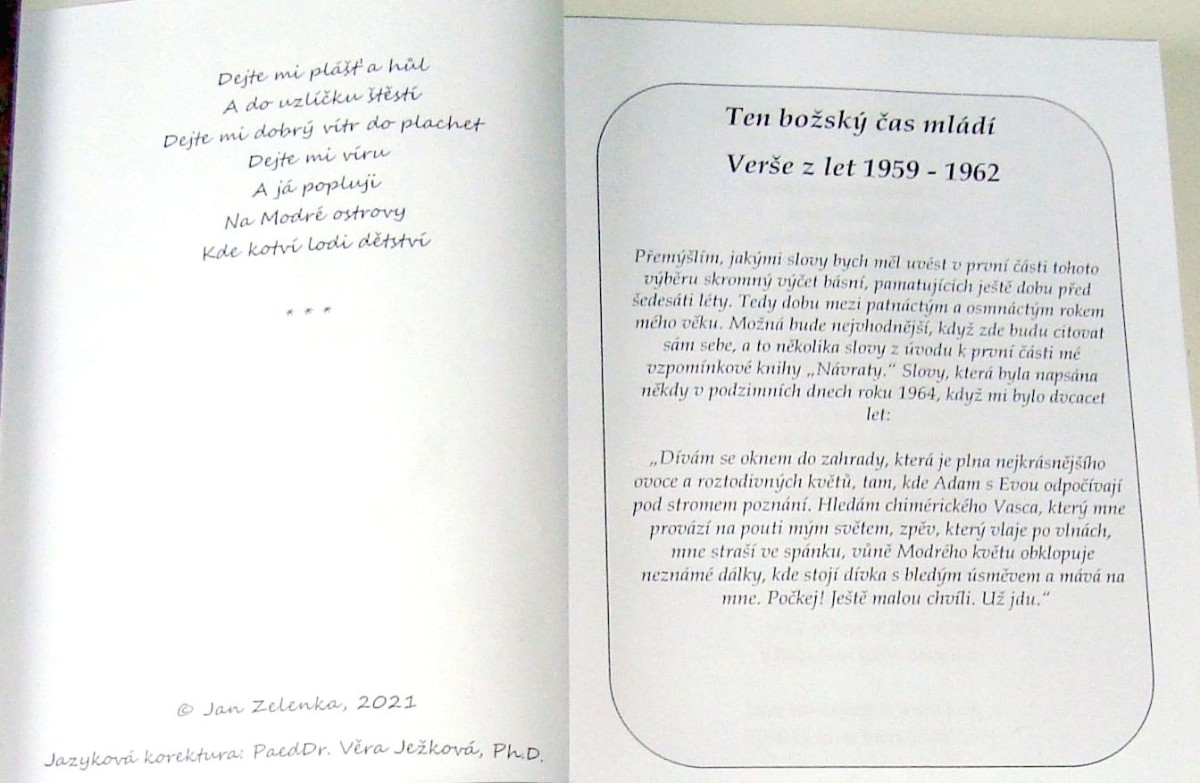 Dejte mi plášť a hůl
A do uzlíčku štěstí
Dejte mi dobrý vítr do plachet
Dejte mi víru
A já popluji
Na Modré ostrovy
Kde kotví lodi dětství
* * *
© Jan Zelenka, 2021
Jazyková korektura: PaedDr. Věra Ježková, Ph.D.
Ten božský čas mládí
Verše z let 1959 - 1962
Přemýšlím, jakými slovy bych měl uvést v první části tohoto
výběru skromný výčet básní, pamatujících ještě dobu před
šedesáti léty. Tedy dobu mezi patnáctým a osmnáctým rokem
mého věku. Možná bude nejvhodnější, když zde budu citovat
sám sebe, a to několika slovy z úvodu k první části mé
vzpomínkové knihy „Návraty.“ Slovy, která byla napsána
někdy v podzimních dnech roku 1964, když mi bylo dvcacet
let:
„Dívám se oknem do zahrady, která je plna nejkrásnějšího
ovoce a roztodivných květů, tam, kde Adam s Evou odpočívají
pod stromem poznání. Hledám chimérického Vasca, který mne
provází na pouti mým světem, zpěv, který vlaje po vlnách,
mne straší ve spánku, vůně Modrého květu obklopuje
neznámé dálky, kde stojí dívka s bledým úsměvem a mává na
mne. Počkej! Ještě malou chvíli. Už jdu.“